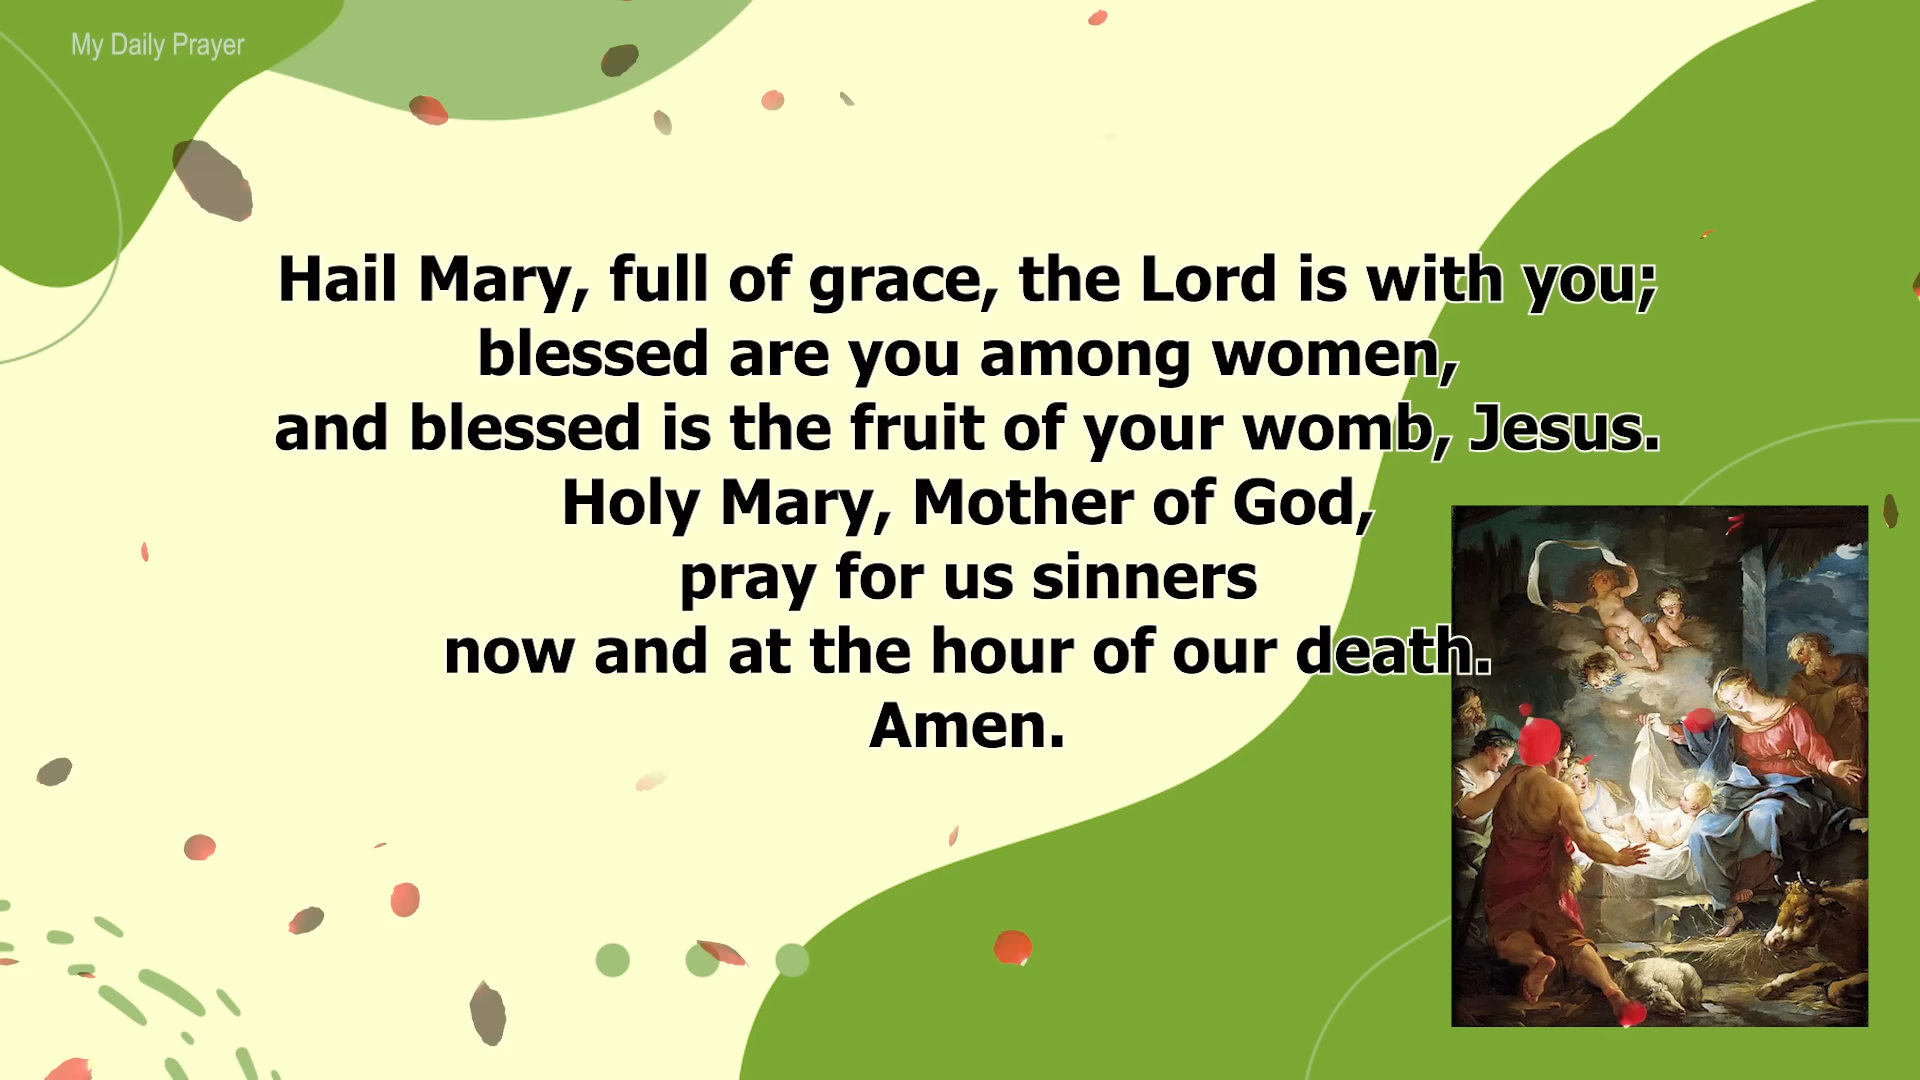 My Daily Prayer
Hail Mary, full of grace, the Lord is with you;
blessed are you among women,
and blessed is the fruit of your womb, Jesus.
Holy Mary, Mother of God,
pray for us sinners
now and at the hour of our death.
Amen.